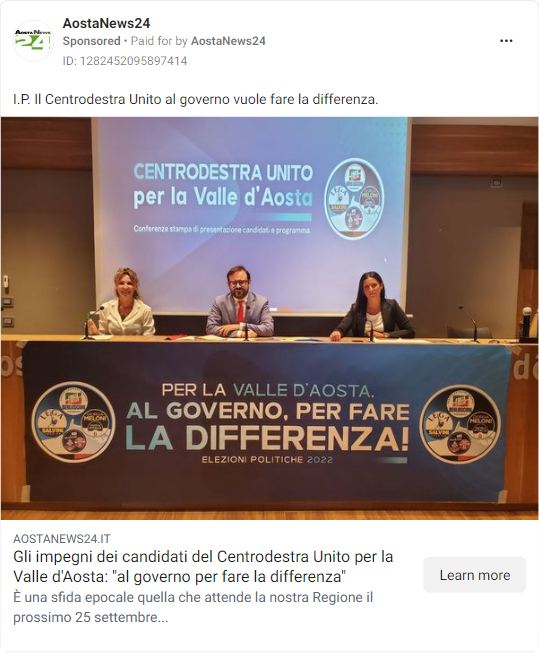 AostaNews24
Sponsored • Paid for by AostaNews24
ID: 1282452095897414
I.P. Il Centrodestra Unito al governo vuole fare la differenza.
CENTRODESTRA UNITO
per la Valle d'Aosta
Conferenza stampa di presentazione candidati e programma.
PER LA VALLE D'AOSTA.
AL GOVERNO, PER FARE
LA DIFFERENZA!
ELEZIONI POLITICHE 2022
LEGA
SALVINI
BERLUSCONI
MELONI
BERLUSCONI
LEGA
SALVINI
MELONI
AOSTANEWS24.IT
Gli impegni dei candidati del Centrodestra Unito per la
Valle d'Aosta: "al governo per fare la differenza"
È una sfida epocale quella che attende la nostra Regione il
prossimo 25 settembre...
Learn more